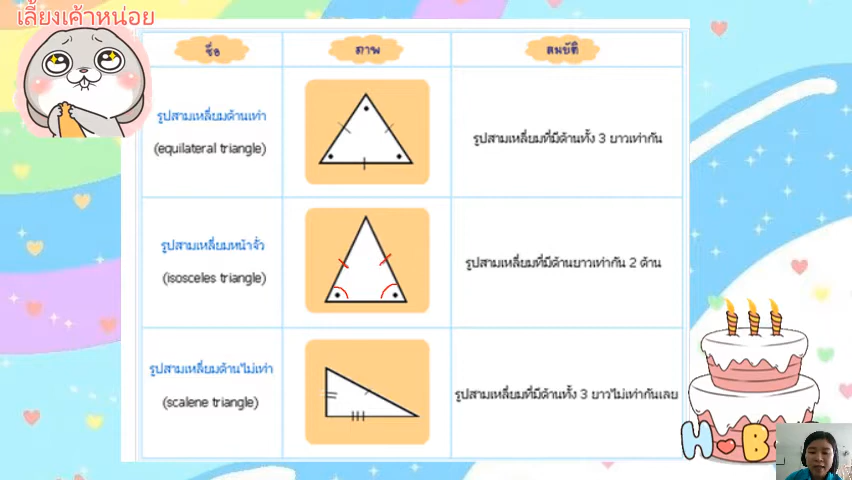 เลี้ยงเค้าหน่อย
ชื่อ
ภาพ
สมบัติ
รูปสามเหลี่ยมด้านเท่า
(equilateral triangle)
รูปสามเหลี่ยมที่มีด้านทั้ง 3 ยาวเท่ากัน
รูปสามเหลี่ยมหน้าจั่ว
(isosceles triangle)
รูปสามเหลี่ยมที่มีด้านยาวเท่ากัน 2 ด้าน
รูปสามเหลี่ยมด้านไม่เท่า
(scalene triangle)
รูปสามเหลี่ยมที่มีด้านทั้ง 3 ยาวไม่เท่ากันเลย
H B